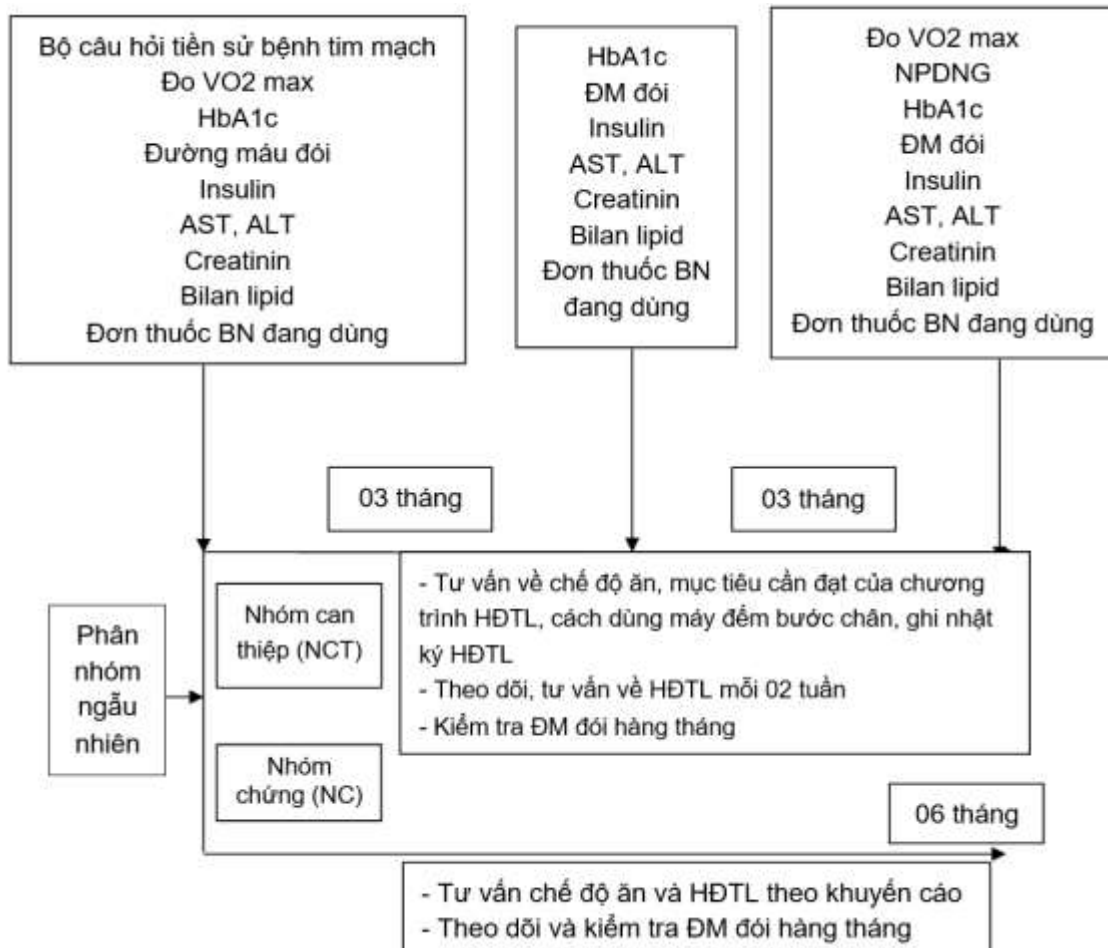 Bộ câu hỏi tiền sử bệnh tim mạch
Đo VO2 max
HbA1c
Đường máu đói
Insulin
AST, ALT
Creatinin
Bilan lipid
Đơn thuốc BN đang dùng
HbA1c
ĐM đói
Insulin
AST, ALT
Creatinin
Bilan lipid
Đơn thuốc BN
đang dùng
Đo VO2 max
NPDNG
HbA1c
ĐM đói
Insulin
AST, ALT
Creatinin
Bilan lipid
Đơn thuốc BN đang dùng
03 tháng
03 tháng
Phân
nhóm
ngẫu
nhiên
Nhóm can
thiệp (NCT)
- Tư vấn về chế độ ăn, mục tiêu cần đạt của chương
trình HĐTL, cách dùng máy đếm bước chân, ghi nhật
ký HĐTL
- Theo dõi, tư vấn về HĐTL mỗi 02 tuần
- Kiểm tra ĐM đói hàng tháng
Nhóm
chứng (NC)
06 tháng
- Tư vấn chế độ ăn và HĐTL theo khuyến cáo
- Theo dõi và kiểm tra ĐM đói hàng tháng